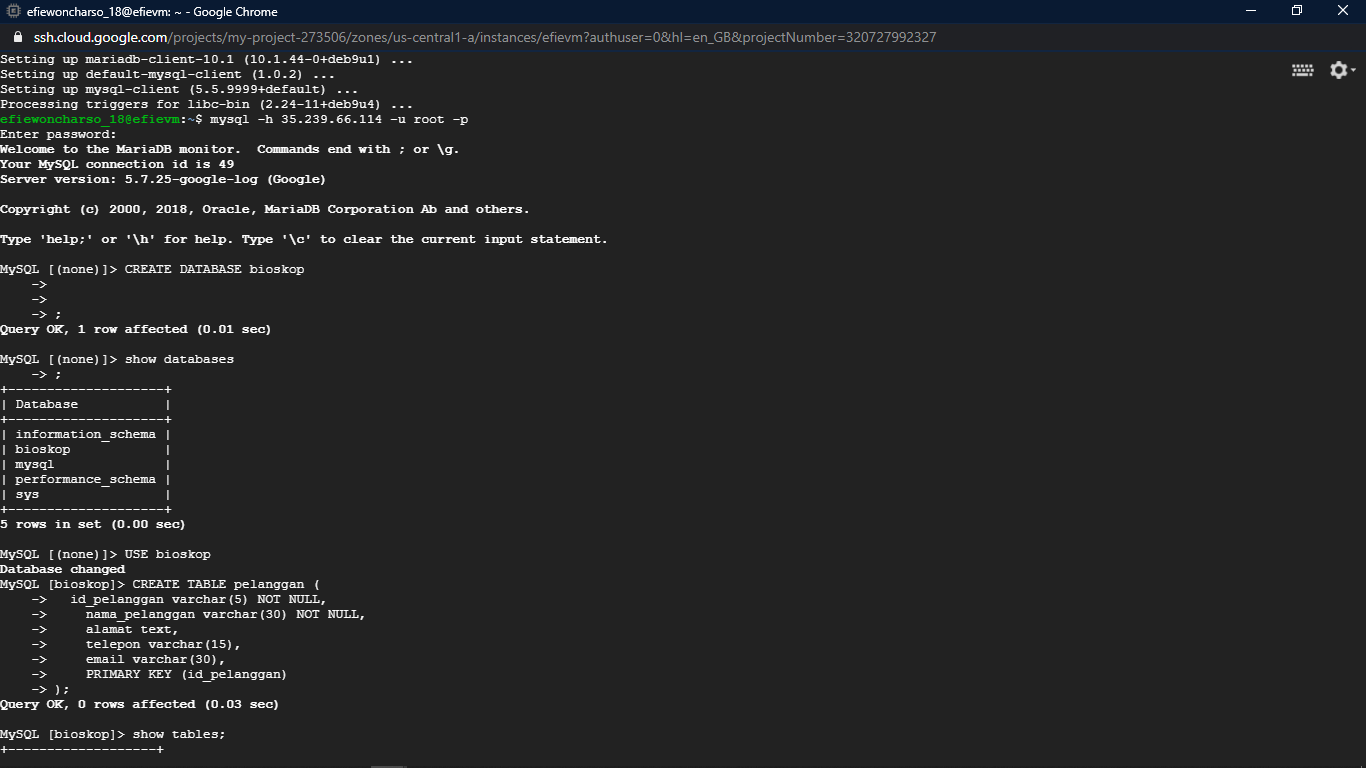 efiewoncharso_18@efievm: ~ - Google Chrome
ssh.cloud.google.com/projects/my-project-273506/zones/us-central1-a/instances/efievm?authuser=0&hl=en_GB&projectNumber=320727992327
Setting up mariadb-client-10.1 (10.1.44-0+deb9u1) ...
Setting up default-mysql-client (1.0.2) ...
Setting up mysql-client (5.5.9999+default) ...
Processing triggers for libc-bin (2.24-11+deb9u4) ...
efiewoncharso_18@efievm:~$ mysql -h 35.239.66.114 -u root -p
Enter password:
Welcome to the MariaDB monitor.  Commands end with ; or \g.
Your MySQL connection id is 49
Server version: 5.7.25-google-log (Google)
Copyright (c) 2000, 2018, Oracle, MariaDB Corporation Ab and others.
Type 'help;' or '\h' for help. Type '\c' to clear the current input statement.
MySQL [(none)]> CREATE DATABASE bioskop
    ->
    ->
    -> ;
Query OK, 1 row affected (0.01 sec)
MySQL [(none)]> show databases
    -> ;
+--------------------+
| Database           |
+--------------------+
| information_schema |
| bioskop            |
| mysql              |
| performance_schema |
| sys                |
+--------------------+
5 rows in set (0.00 sec)
MySQL [(none)]> USE bioskop
Database changed
MySQL [bioskop]> CREATE TABLE pelanggan (
    ->   id_pelanggan varchar(5) NOT NULL,
    ->     nama_pelanggan varchar(30) NOT NULL,
    ->     alamat text,
    ->     telepon varchar(15),
    ->     email varchar(30),
    ->     PRIMARY KEY (id_pelanggan)
    -> );
Query OK, 0 rows affected (0.03 sec)
MySQL [bioskop]> show tables;
+-------------------+